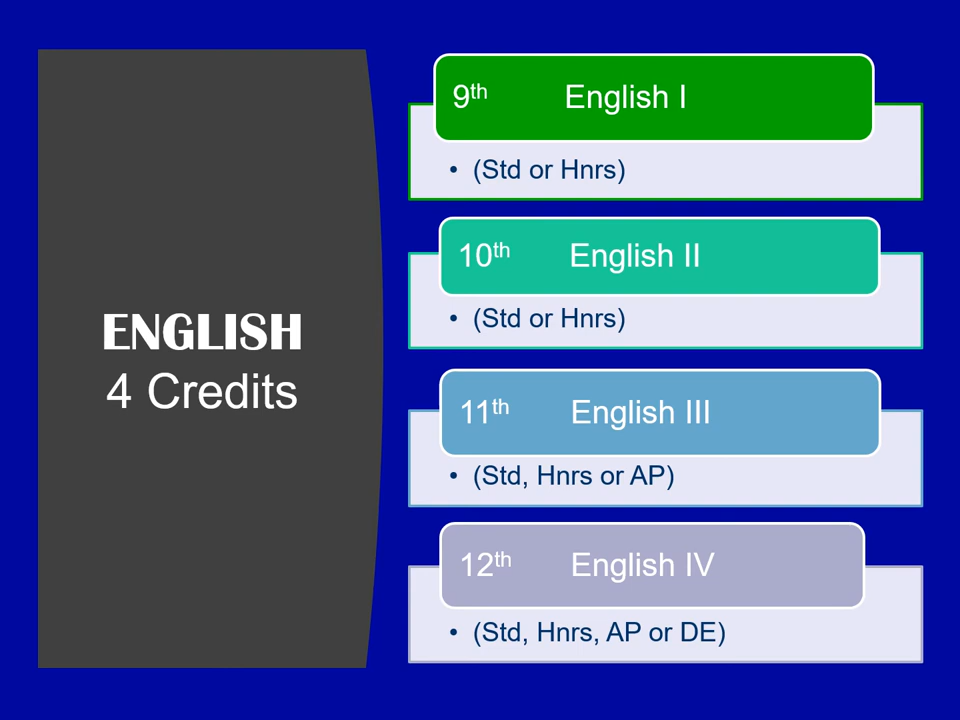 ENGLISH
4 Credits
9th English I
• (Std or Hnrs)
10th English II
• (Std or Hnrs)
11th English III
• (Std, Hnrs or AP)
12th English IV
• (Std, Hnrs, AP or DE)